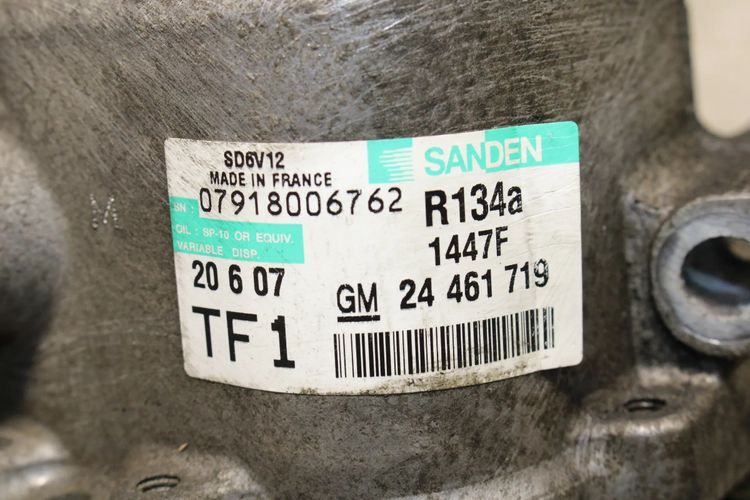 SD6V12
MADE IN FRANCE
SANDEN
SN : 07918006762
R134a
OIL : SP-10 OR EQUIV.
VARIABLE DISP.
1447F
20 6 07
GM 24 461 719
TF1